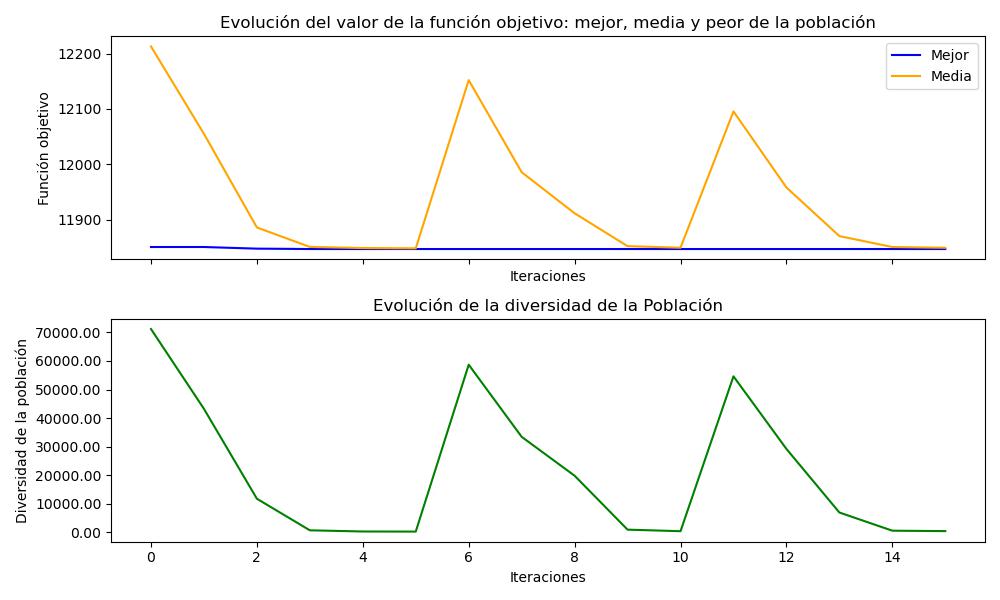 Evolución del valor de la función objetivo: mejor, media y peor de la población
Función objetivo
12200
12100
12000
11900
Mejor
Media
Iteraciones
Evolución de la diversidad de la Población
Diversidad de la población
70000.00
60000.00
50000.00
40000.00
30000.00
20000.00
10000.00
0.00
0 2 4 6 8 10 12 14
Iteraciones